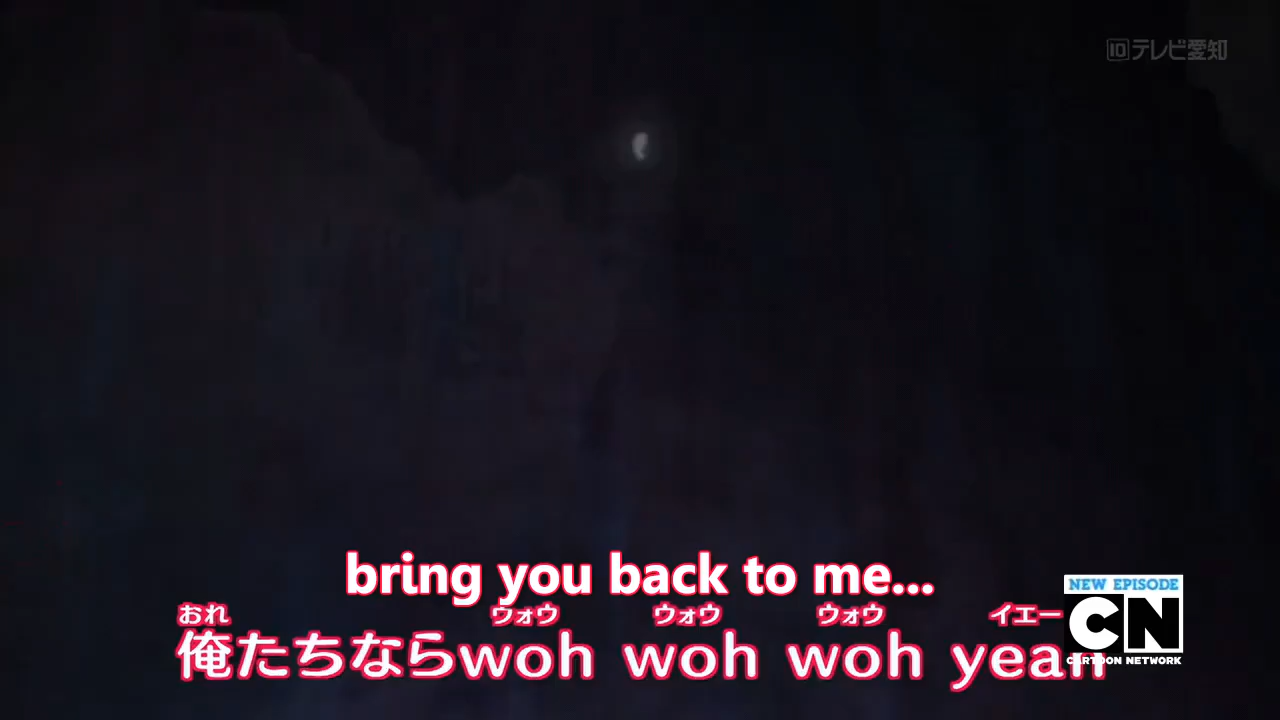 10テレビ愛知
bring you back to me...
おれ ウォウ ウォウ ウォウ イエー
俺たちならwoh woh woh yeah
NEW EPISODE
CN
CARTOON NETWORK